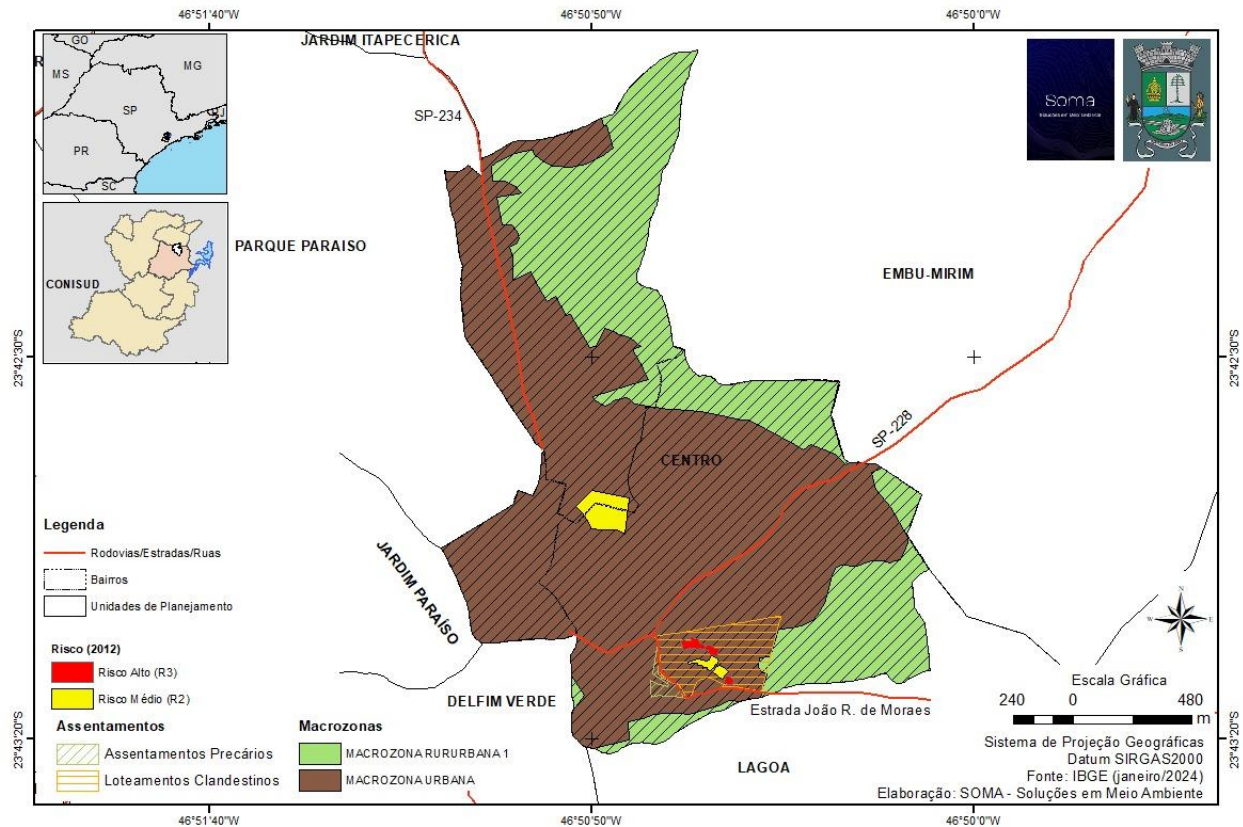 46°51'40"W
46°50'50"W
46°50'0"W
GO
MS
MG
SP
RJ
PR
SC
JARDIM ITAPECERICA
SP-234
Soma
PARQUE PARAISO
CONISUD
EMBU-MIRIM
23°42'30"S
23°42'30"S
SP-228
CENTRO
JARDIM PARAÍSO
DELFIM VERDE
LAGOA
Estrada João R. de Moraes
Legenda
Rodovias/Estradas/Ruas
Bairros
Unidades de Planejamento
Risco (2012)
Risco Alto (R3)
Risco Médio (R2)
Assentamentos
Assentamentos Precários
Loteamentos Clandestinos
Macrozonas
MACROZONA RURURBANA 1
MACROZONA URBANA
N
W E
S
Escala Gráfica
240 0 480
m
Sistema de Projeção Geográficas
Datum SIRGAS2000
Fonte: IBGE (janeiro/2024)
Elaboração: SOMA - Soluções em Meio Ambiente
23°43'20"S
23°43'20"S
46°51'40"W
46°50'50"W
46°50'0"W